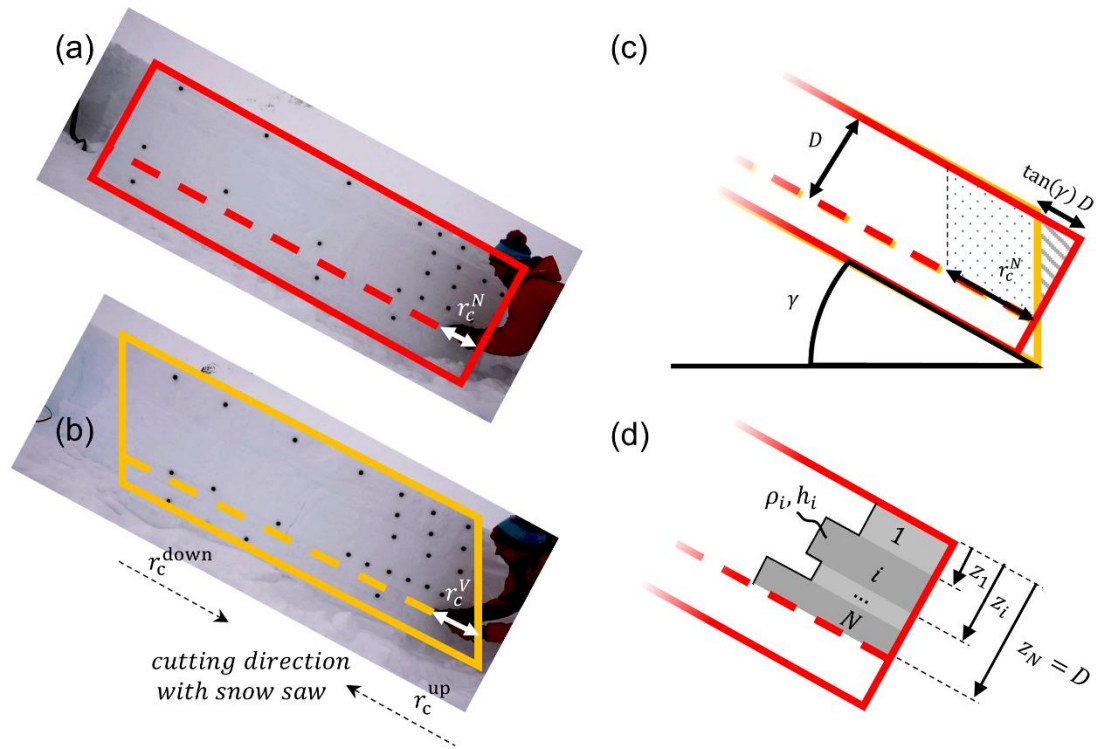 (a)
r_c^N
(b)
r_c^V
r_c^down
cutting direction
with snow saw
r_c^up
(c)
D
tan(γ) D
r_c^N
γ
(d)
ρ_i, h_i
1
i
...
N
z_1
z_i
z_N = D